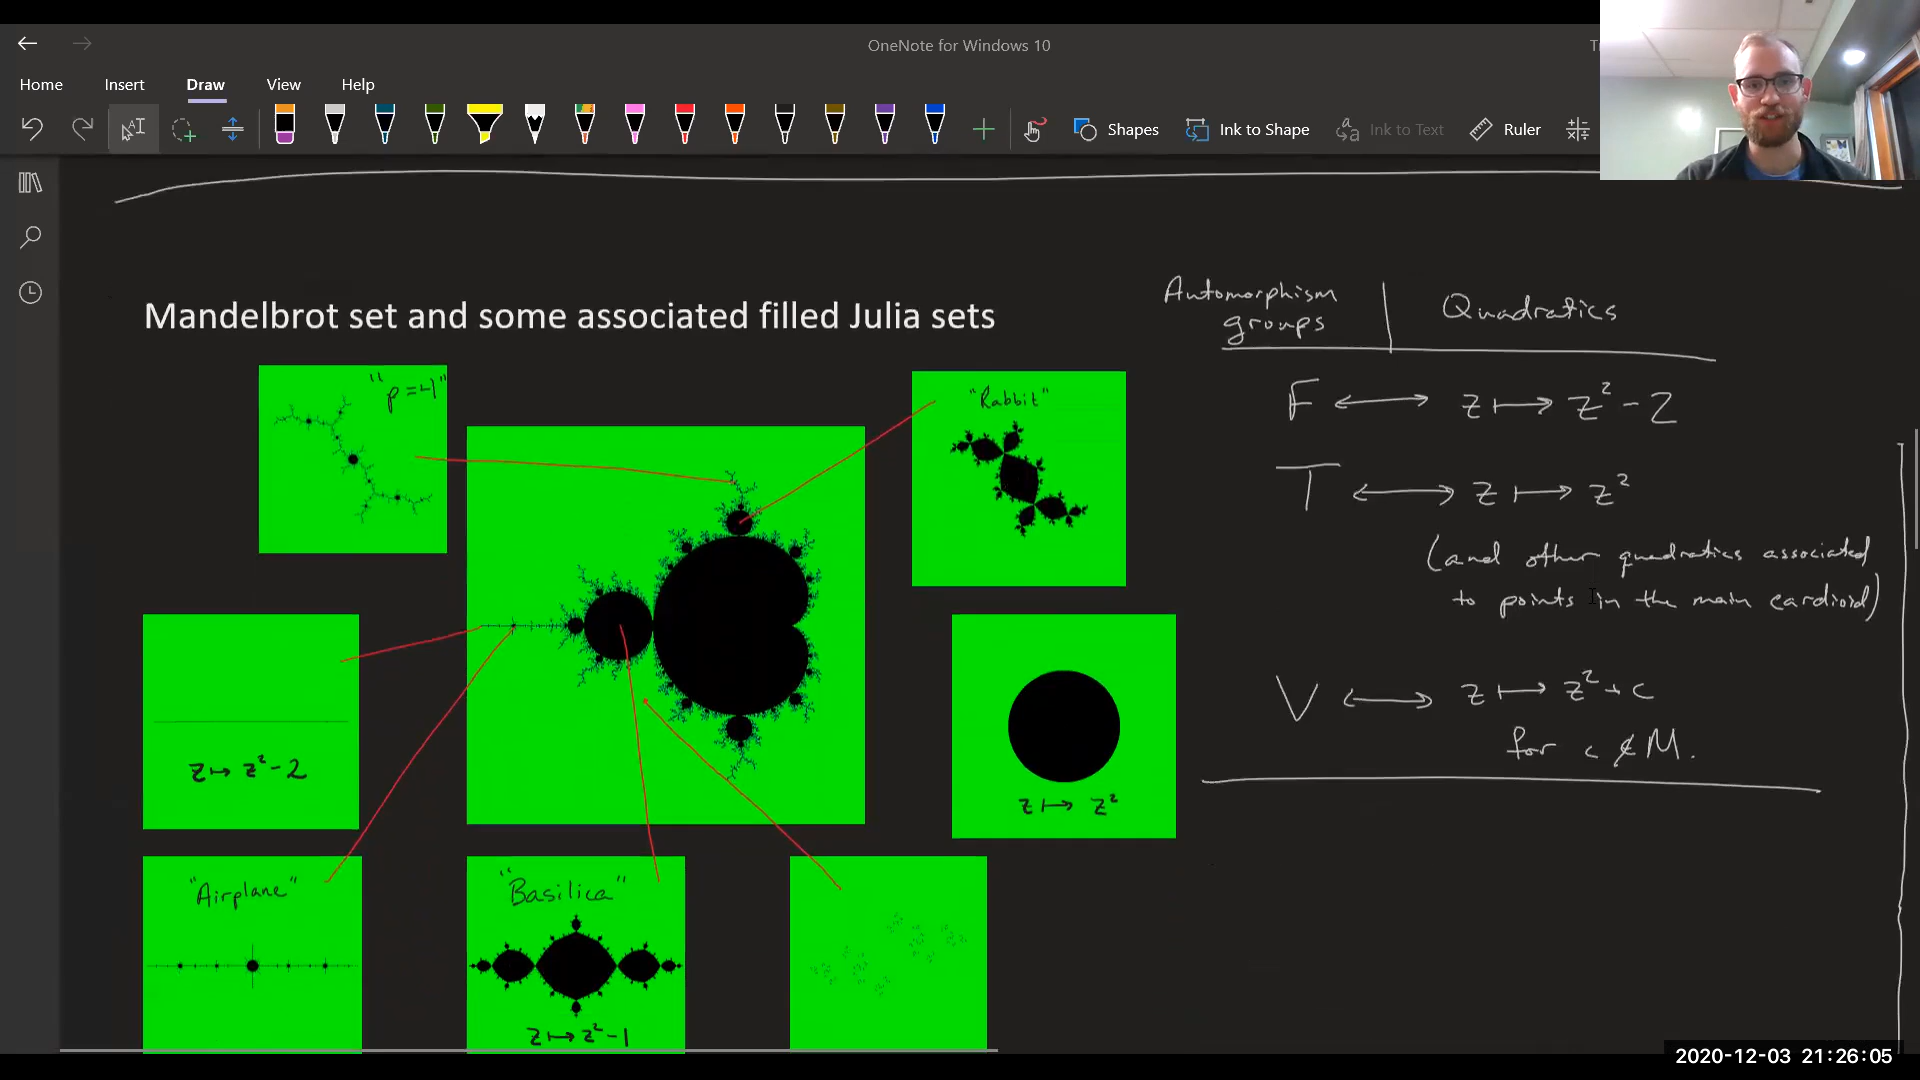 OneNote for Windows 10
Home Insert Draw View Help
Shapes Ink to Shape Ink to Text Ruler
Mandelbrot set and some associated filled Julia sets
Automorphism
groups
Quadratics
"p=4"
"Rabbit"
F ⟷ z ↦ z² - 2
T ⟷ z ↦ z²
(and other quadratics associated
to points in the main cardioid)
V ⟷ z ↦ z² + c
for c ∉ M.
z ↦ z² - 2
z ↦ z²
"Airplane"
"Basilica"
z ↦ z² - 1
2020-12-03 21:26:05